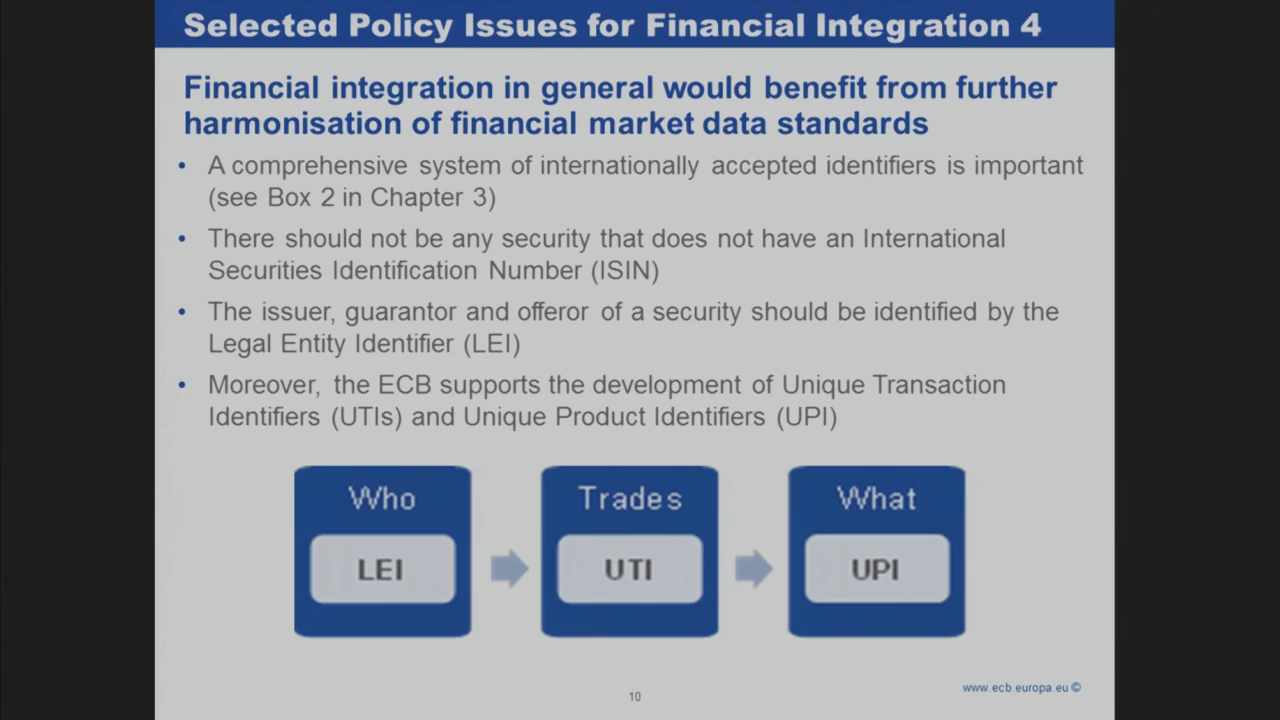 Selected Policy Issues for Financial Integration 4
Financial integration in general would benefit from further
harmonisation of financial market data standards
• A comprehensive system of internationally accepted identifiers is important
(see Box 2 in Chapter 3)
• There should not be any security that does not have an International
Securities Identification Number (ISIN)
• The issuer, guarantor and offeror of a security should be identified by the
Legal Entity Identifier (LEI)
• Moreover, the ECB supports the development of Unique Transaction
Identifiers (UTIs) and Unique Product Identifiers (UPI)
Who
LEI
Trades
UTI
What
UPI
10
www.ecb.europa.eu ©